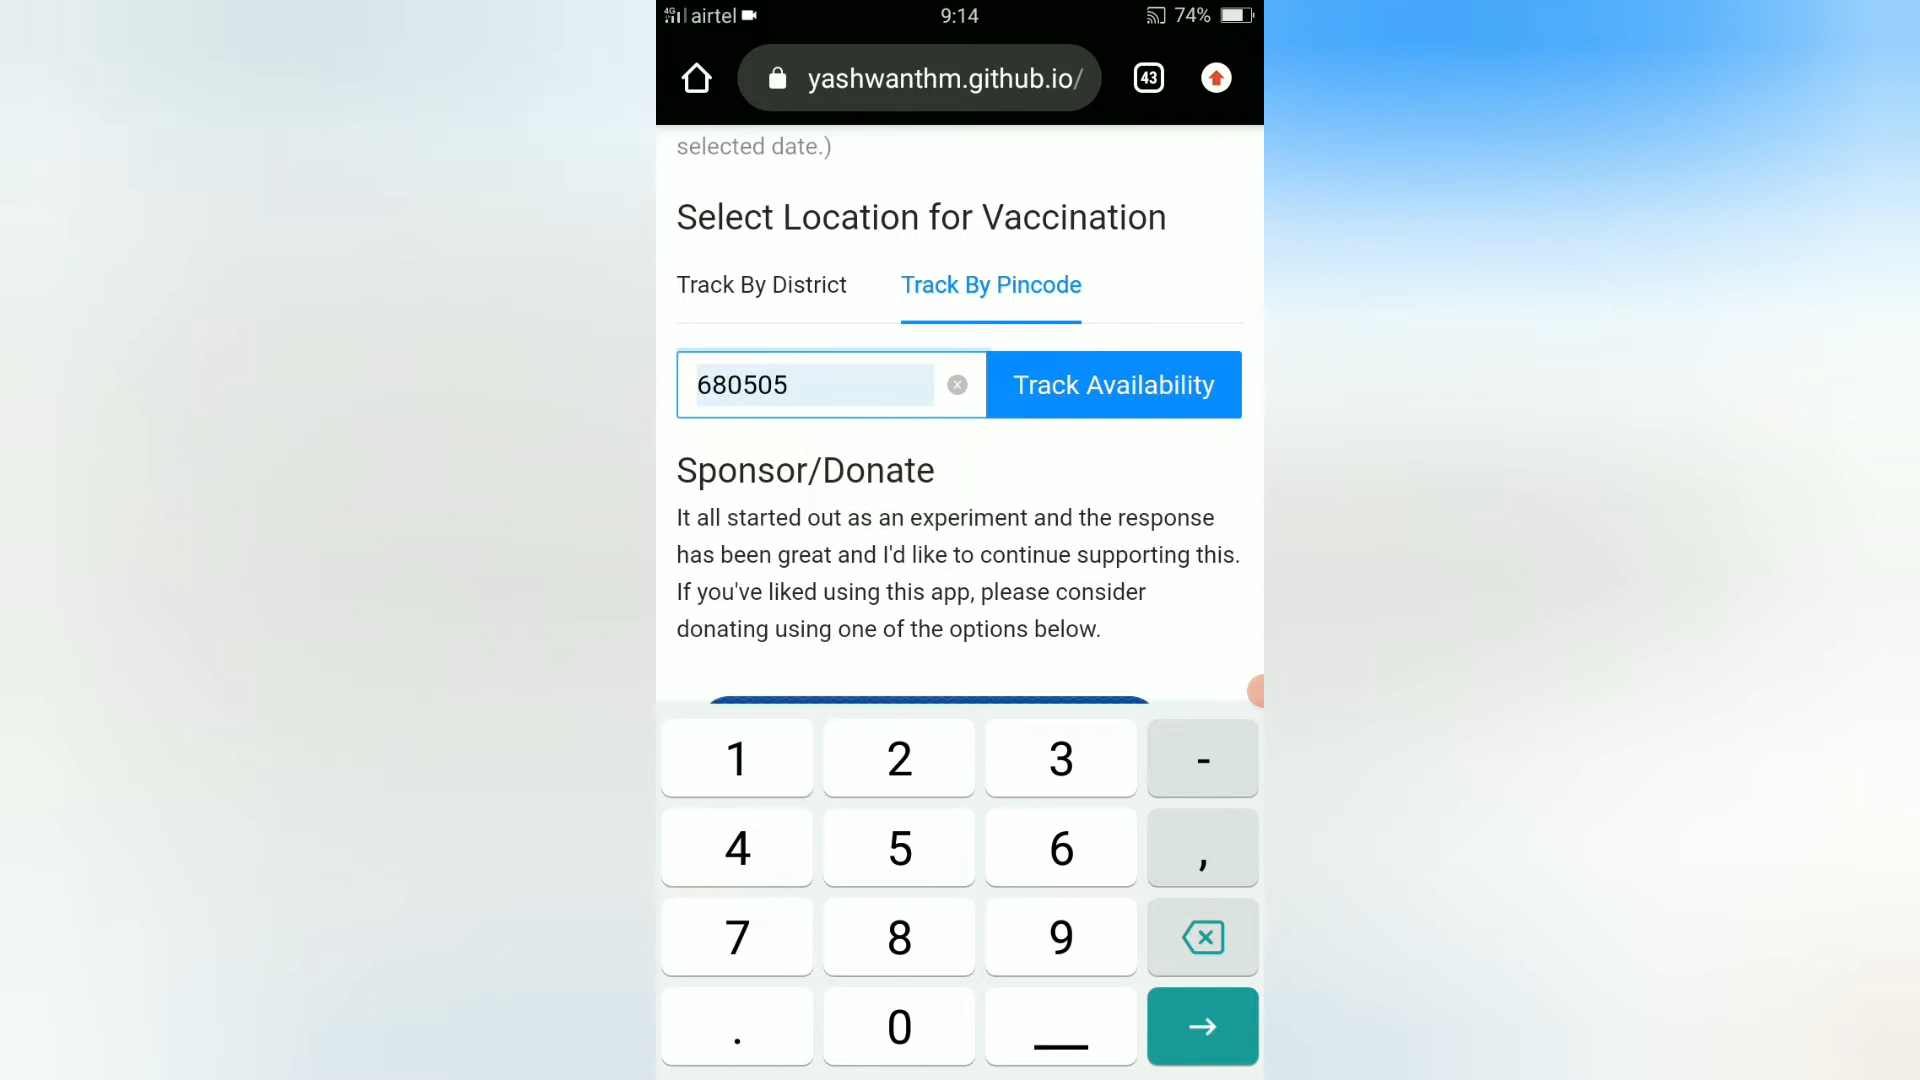 4G airtel 9:14 74%
yashwanthm.github.io/ 43
selected date.)
Select Location for Vaccination
Track By District Track By Pincode
680505 Track Availability
Sponsor/Donate
It all started out as an experiment and the response
has been great and I'd like to continue supporting this.
If you've liked using this app, please consider
donating using one of the options below.
1 2 3 -
4 5 6 ,
7 8 9
. 0